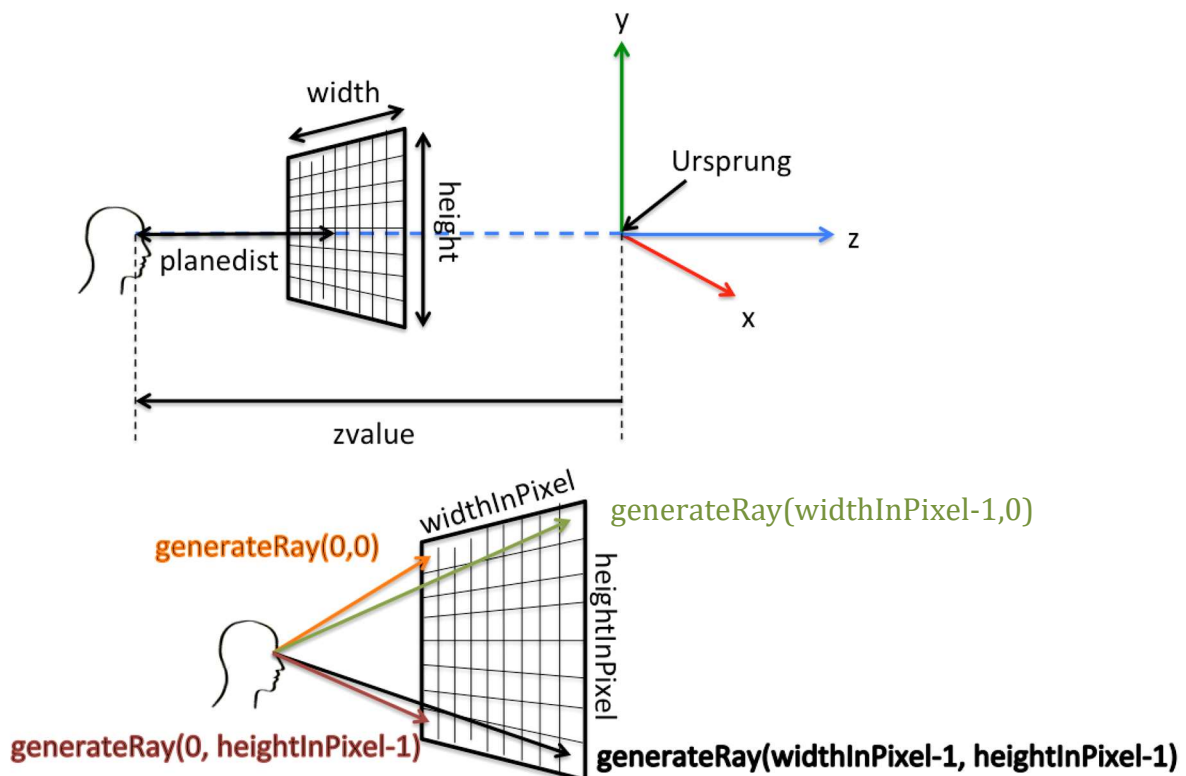 y
width
Ursprung
height
z
planedist
x
zvalue
widthInPixel
generateRay(widthInPixel-1,0)
generateRay(0,0)
heightInPixel
generateRay(0, heightInPixel-1)
generateRay(widthInPixel-1, heightInPixel-1)